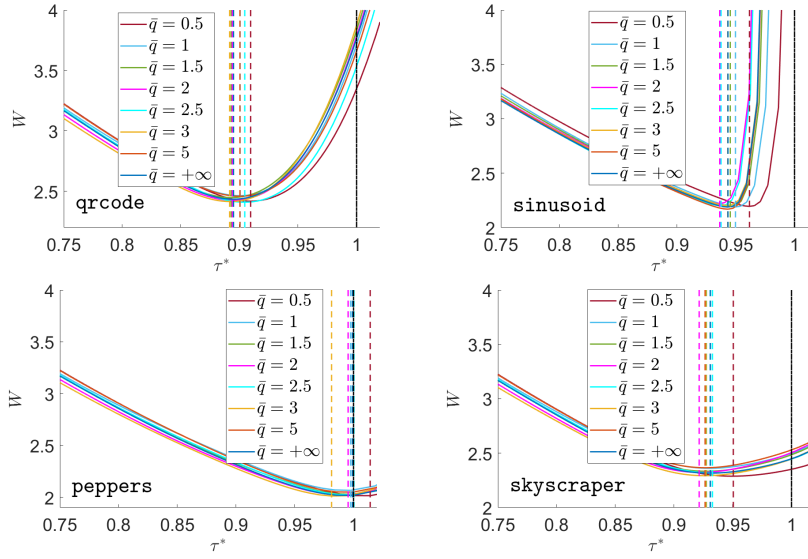 4
3.5
3
2.5
W
q̄ = 0.5
q̄ = 1
q̄ = 1.5
q̄ = 2
q̄ = 2.5
q̄ = 3
q̄ = 5
q̄ = +∞
qrcode
0.75 0.8 0.85 0.9 0.95 1
τ*
4
3.5
3
2.5
2
W
q̄ = 0.5
q̄ = 1
q̄ = 1.5
q̄ = 2
q̄ = 2.5
q̄ = 3
q̄ = 5
q̄ = +∞
sinusoid
0.75 0.8 0.85 0.9 0.95 1
τ*
4
3.5
3
2.5
2
W
q̄ = 0.5
q̄ = 1
q̄ = 1.5
q̄ = 2
q̄ = 2.5
q̄ = 3
q̄ = 5
q̄ = +∞
peppers
0.75 0.8 0.85 0.9 0.95 1
τ*
4
3.5
3
2.5
2
W
q̄ = 0.5
q̄ = 1
q̄ = 1.5
q̄ = 2
q̄ = 2.5
q̄ = 3
q̄ = 5
q̄ = +∞
skyscraper
0.75 0.8 0.85 0.9 0.95 1
τ*